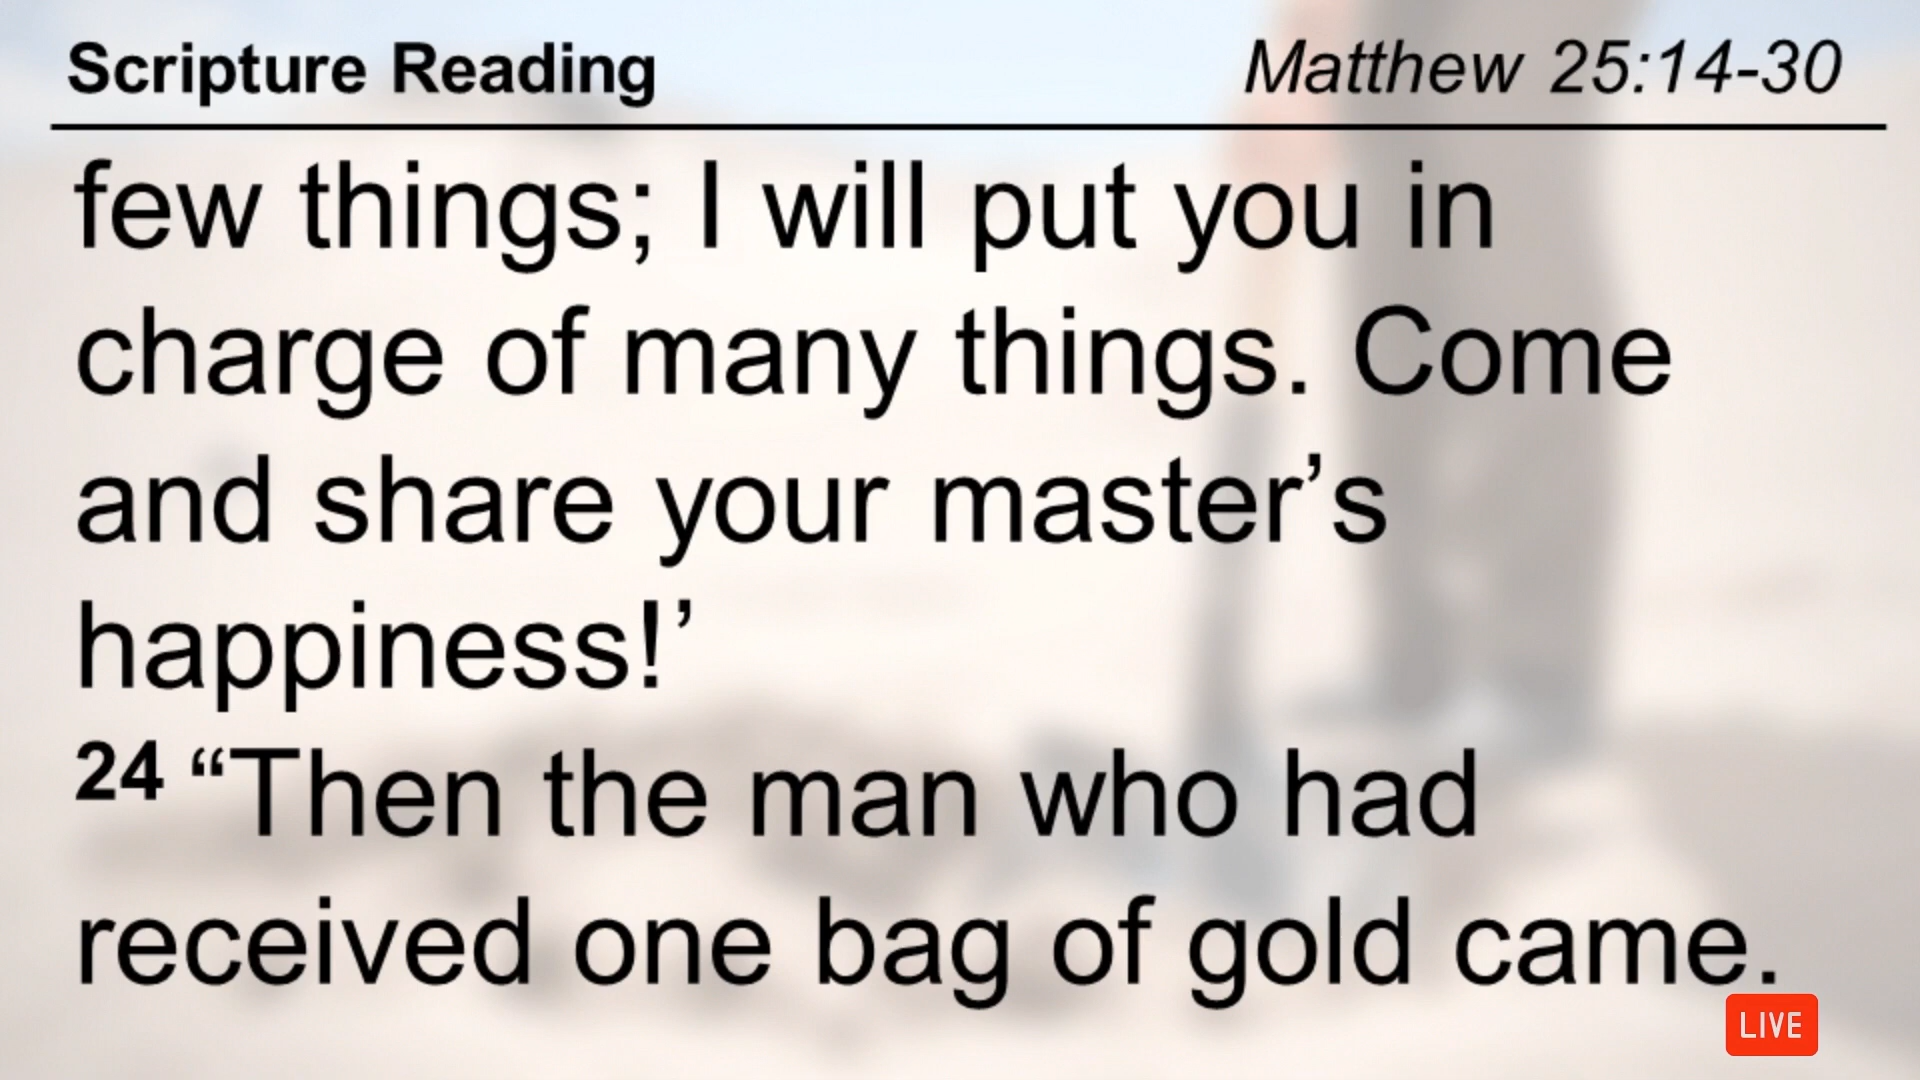 Scripture Reading Matthew 25:14-30
few things; I will put you in
charge of many things. Come
and share your master’s
happiness!’
24 “Then the man who had
received one bag of gold came.
LIVE